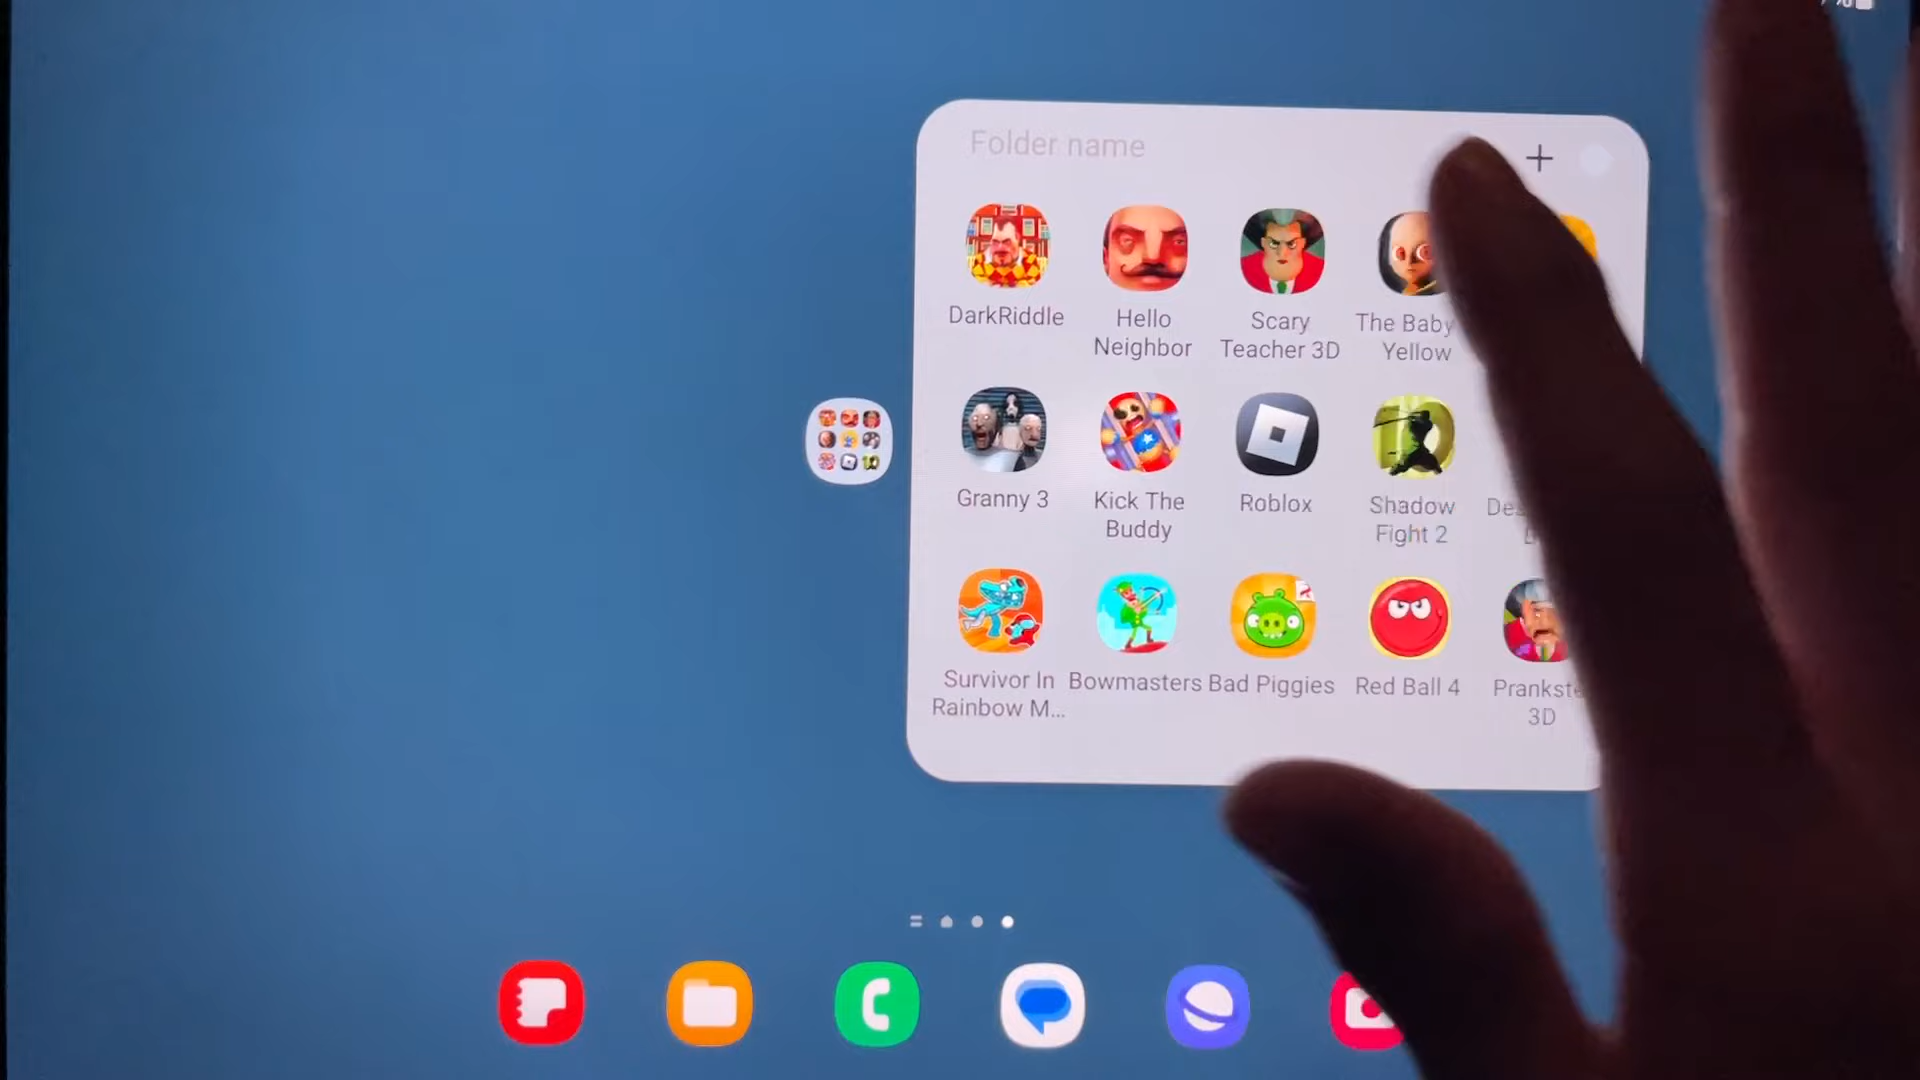 Folder name
DarkRiddle
Hello
Neighbor
Scary
Teacher 3D
The Baby
Yellow
Granny 3
Kick The
Buddy
Roblox
Shadow
Fight 2
Survivor In
Rainbow M...
Bowmasters
Bad Piggies
Red Ball 4
3D